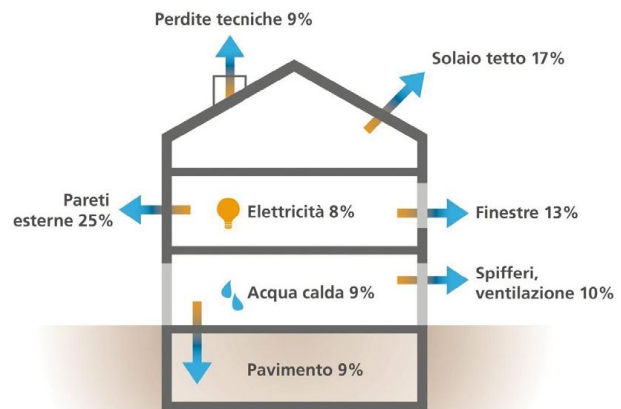 Perdite tecniche 9%
Solaio tetto 17%
Pareti
esterne 25%
Elettricità 8%
Finestre 13%
Spifferi,
ventilazione 10%
Acqua calda 9%
Pavimento 9%